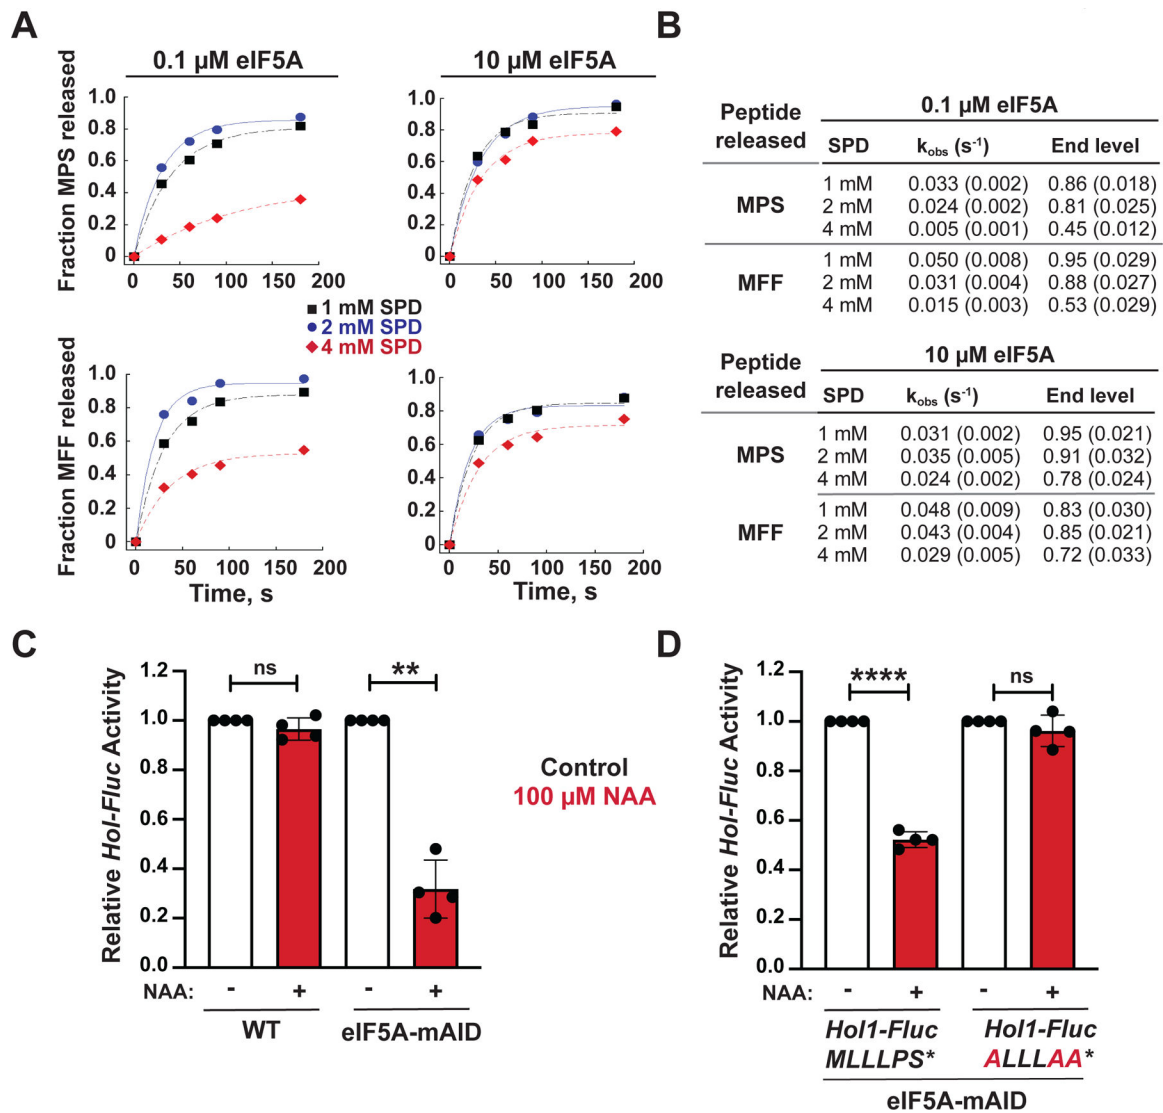 A
0.1 µM eIF5A
10 µM eIF5A
Fraction MPS released
1.0
0.8
0.6
0.4
0.2
0
0 50 100 150 200
1.0
0.8
0.6
0.4
0.2
0
0 50 100 150 200
1 mM SPD
2 mM SPD
4 mM SPD
Fraction MFF released
1.0
0.8
0.6
0.4
0.2
0
0 50 100 150 200
1.0
0.8
0.6
0.4
0.2
0
0 50 100 150 200
Time, s
Time, s
B
Peptide released
0.1 µM eIF5A
SPD kobs (s-1) End level
MPS
1 mM 0.033 (0.002) 0.86 (0.018)
2 mM 0.024 (0.002) 0.81 (0.025)
4 mM 0.005 (0.001) 0.45 (0.012)
MFF
1 mM 0.050 (0.008) 0.95 (0.029)
2 mM 0.031 (0.004) 0.88 (0.027)
4 mM 0.015 (0.003) 0.53 (0.029)
Peptide released
10 µM eIF5A
SPD kobs (s-1) End level
MPS
1 mM 0.031 (0.002) 0.95 (0.021)
2 mM 0.035 (0.005) 0.91 (0.032)
4 mM 0.024 (0.002) 0.78 (0.024)
MFF
1 mM 0.048 (0.009) 0.83 (0.030)
2 mM 0.043 (0.004) 0.85 (0.021)
4 mM 0.029 (0.005) 0.72 (0.033)
C
Relative Hol-Fluc Activity
1.2
1.0
0.8
0.6
0.4
0.2
0.0
ns
**
NAA: - + - +
WT
eIF5A-mAID
Control
100 µM NAA
D
Relative Hol-Fluc Activity
1.2
1.0
0.8
0.6
0.4
0.2
0.0
****
ns
NAA: - + - +
Hol1-Fluc
MLLLPS*
Hol1-Fluc
ALLLAA*
eIF5A-mAID